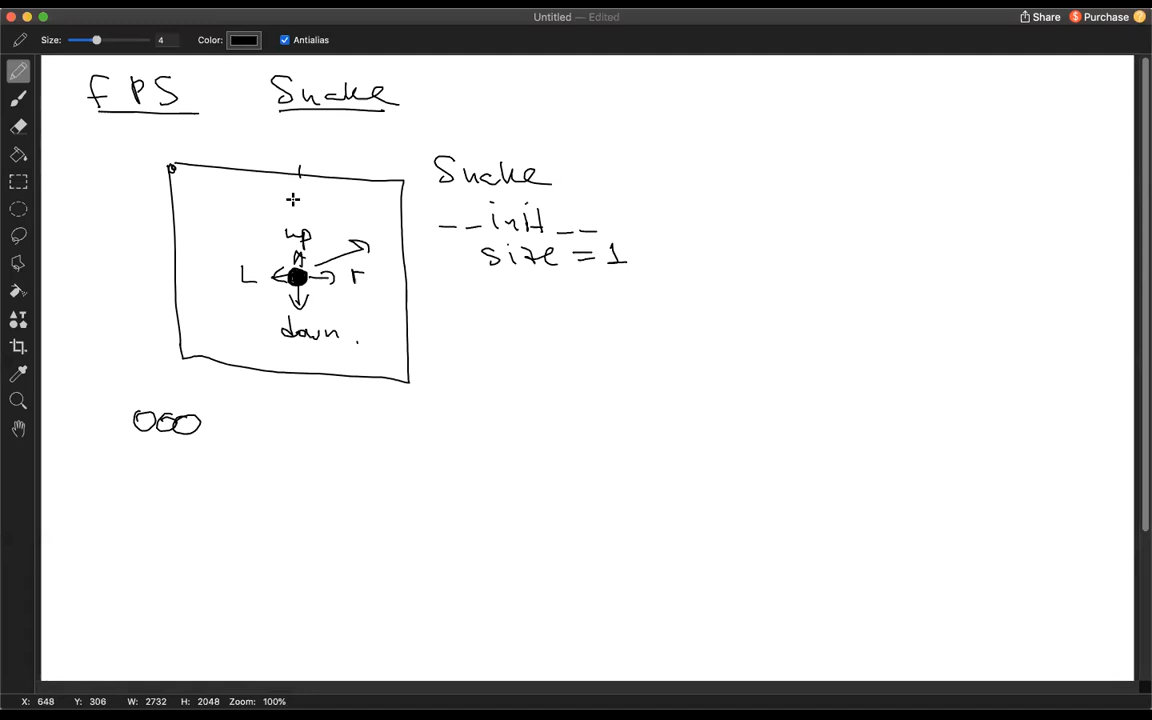 Untitled — Edited
Share
Purchase
?
Size:
4
Color:
Antialias
FPS Snake
Snake
__init__
size = 1
up
L
r
down .
X: 648 Y: 306 W: 2732 H: 2048 Zoom: 100%